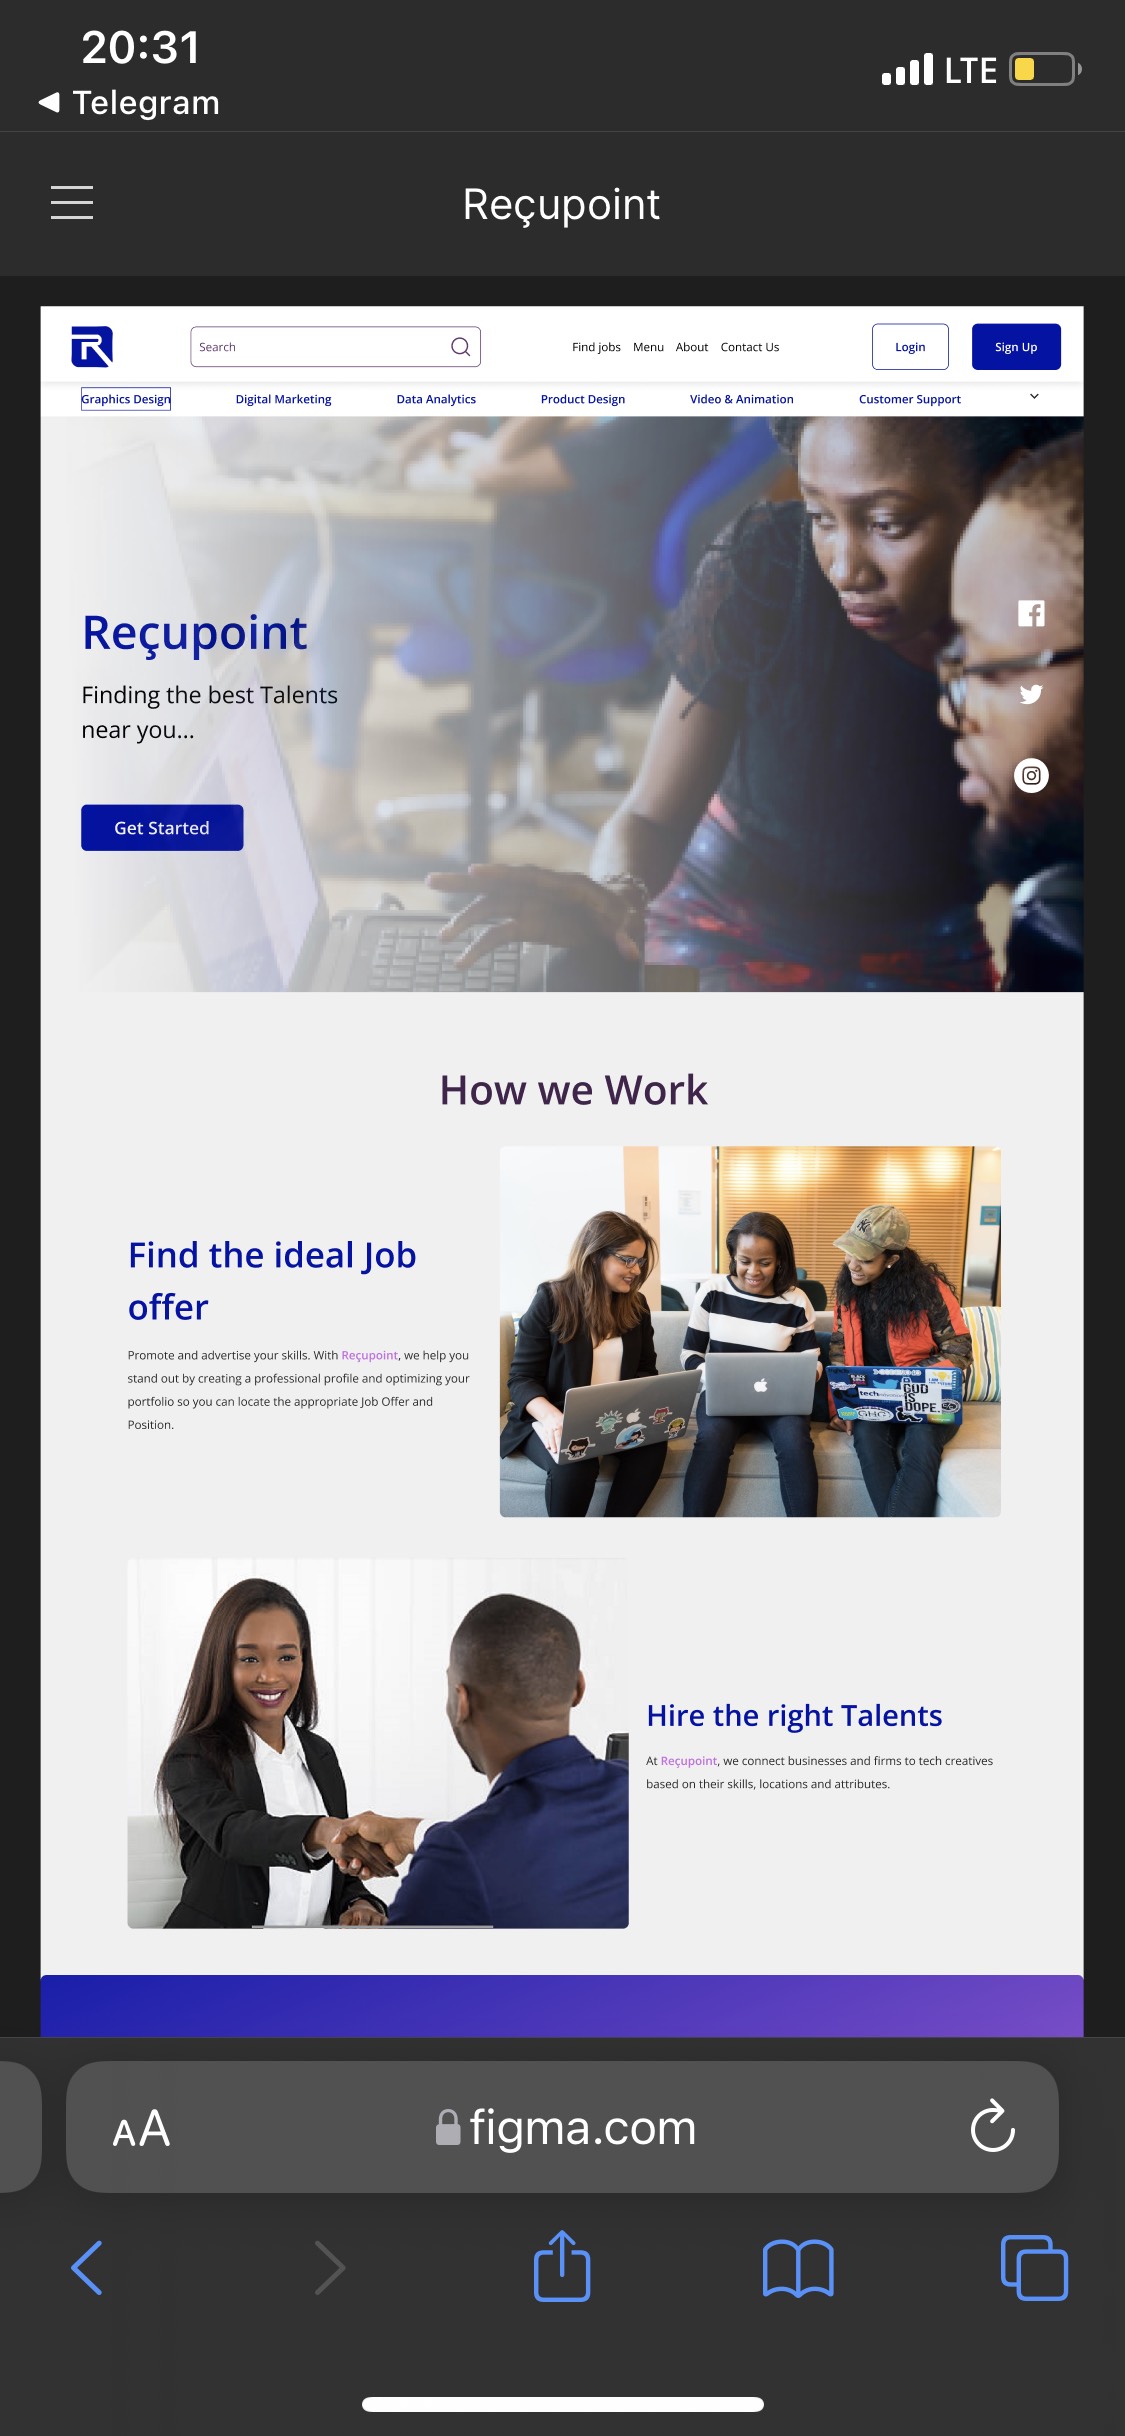 20:31
LTE
◀ Telegram
Reçupoint
R
Search
Find jobs Menu About Contact Us
Login
Sign Up
Graphics Design Digital Marketing Data Analytics Product Design Video & Animation Customer Support
Reçupoint
Finding the best Talents
near you...
Get Started
How we Work
Find the ideal Job
offer
Promote and advertise your skills. With Reçupoint, we help you
stand out by creating a professional profile and optimizing your
portfolio so you can locate the appropriate Job Offer and
Position.
GOD
IS
DOPE.
GHC
Hire the right Talents
At Reçupoint, we connect businesses and firms to tech creatives
based on their skills, locations and attributes.
AA
figma.com